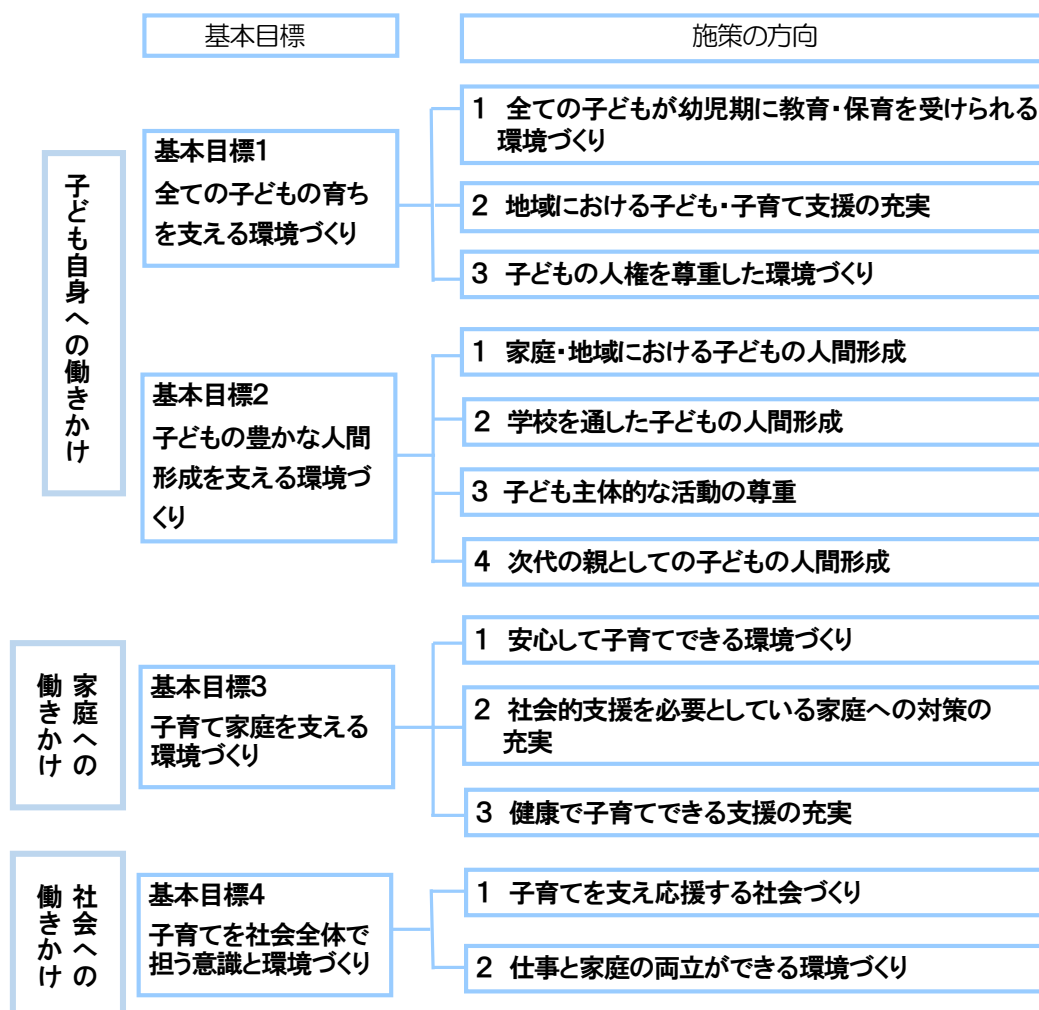 基本目標
施策の方向
子ども自身への働きかけ
基本目標1
全ての子どもの育ち
を支える環境づくり
1 全ての子どもが幼児期に教育・保育を受けられる
環境づくり
2 地域における子ども・子育て支援の充実
3 子どもの人権を尊重した環境づくり
基本目標2
子どもの豊かな人間
形成を支える環境づ
くり
1 家庭・地域における子どもの人間形成
2 学校を通した子どもの人間形成
3 子ども主体的な活動の尊重
4 次代の親としての子どもの人間形成
家庭への
働きかけ
基本目標3
子育て家庭を支える
環境づくり
1 安心して子育てできる環境づくり
2 社会的支援を必要としている家庭への対策の
充実
3 健康で子育てできる支援の充実
社会への
働きかけ
基本目標4
子育てを社会全体で
担う意識と環境づくり
1 子育てを支え応援する社会づくり
2 仕事と家庭の両立ができる環境づくり